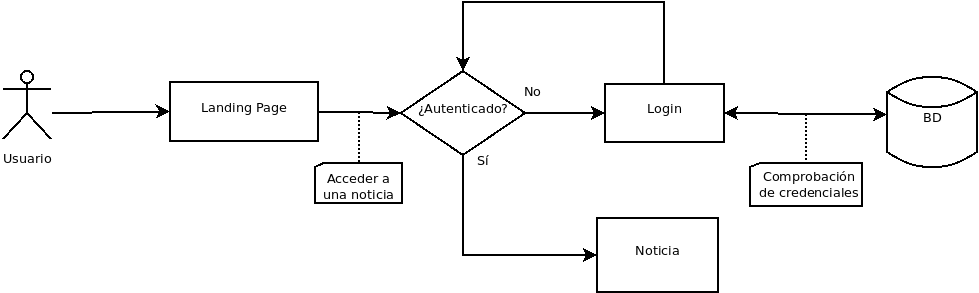 Usuario
Landing Page
Acceder a
una noticia
¿Autenticado?
No
Sí
Login
Comprobación
de credenciales
BD
Noticia